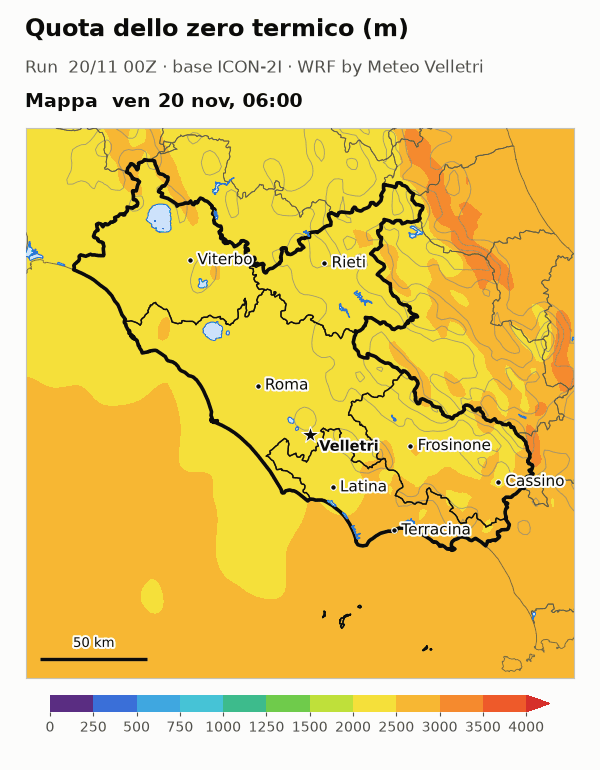 Quota dello zero termico (m)
Run  20/11 00Z · base ICON-2I · WRF by Meteo Velletri
Mappa  ven 20 nov, 06:00
Viterbo
Rieti
Roma
Velletri
Frosinone
Cassino
Latina
Terracina
50 km
0 250 500 750 1000 1250 1500 2000 2500 3000 3500 4000